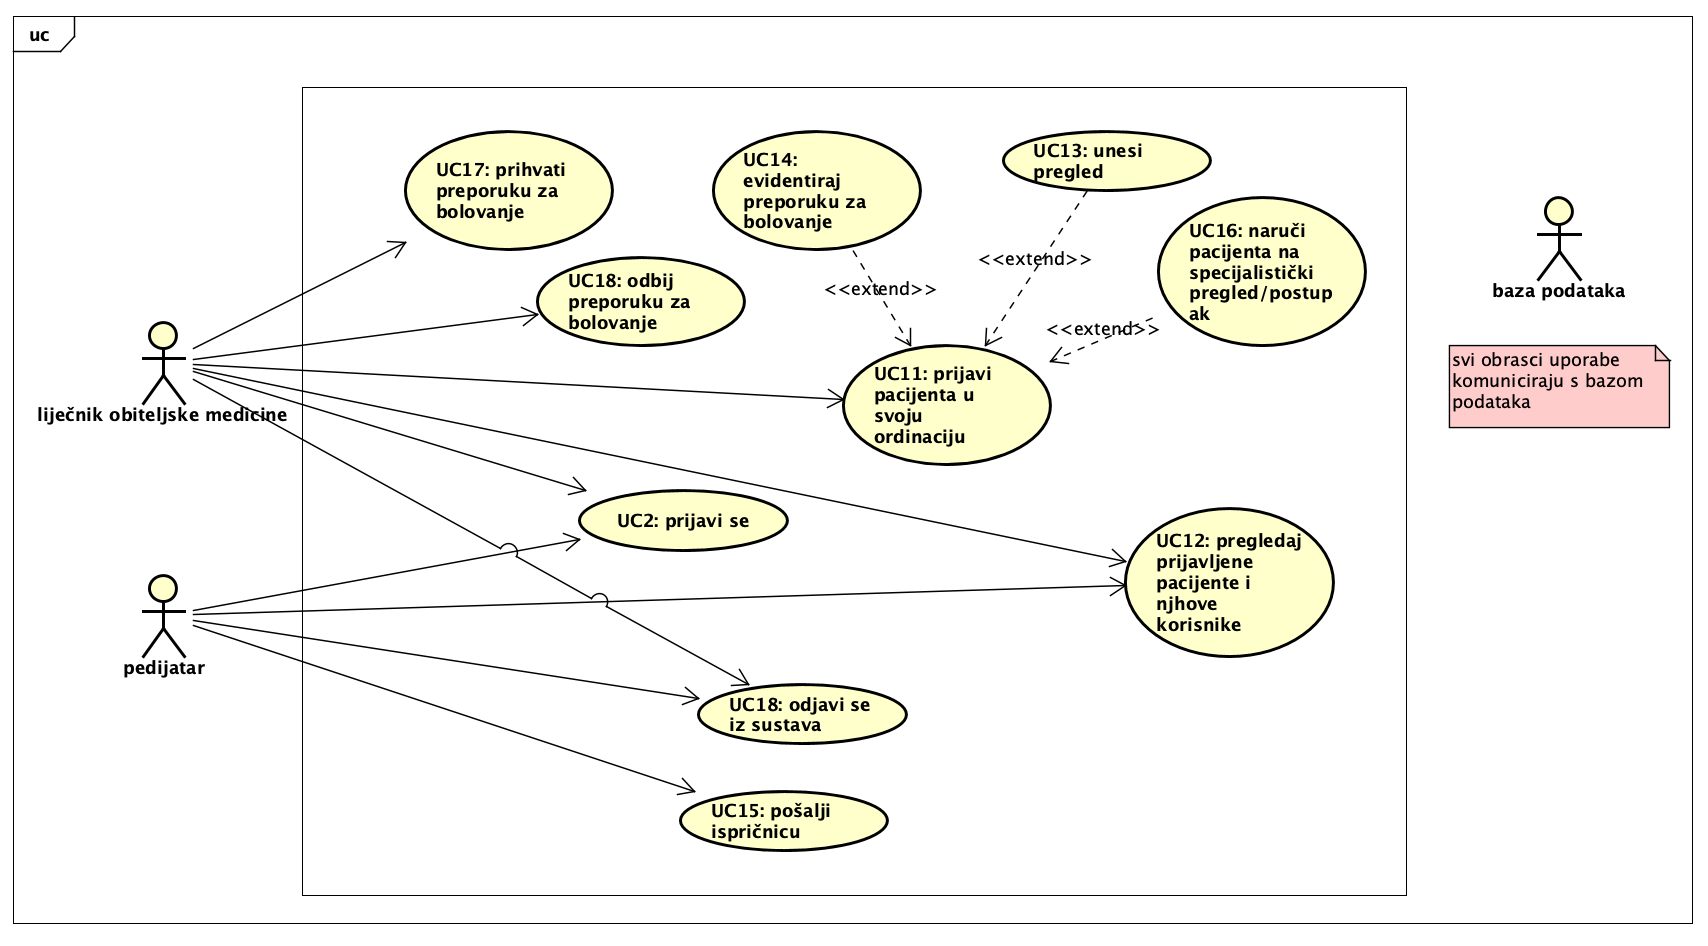 uc
UC17: prihvati
preporuku za
bolovanje
UC14:
evidentiraj
preporuku za
bolovanje
UC13: unesi
pregled
UC16: naruči
pacijenta na
specijalistički
pregled/postup
ak
baza podataka
UC18: odbij
preporuku za
bolovanje
<<extend>>
<<extend>>
<<extend>>
svi obrasci uporabe
komuniciraju s bazom
podataka
liječnik obiteljske medicine
UC11: prijavi
pacijenta u
svoju
ordinaciju
UC2: prijavi se
UC12: pregledaj
prijavljene
pacijente i
njhove
korisnike
pedijatar
UC18: odjavi se
iz sustava
UC15: pošalji
ispričnicu